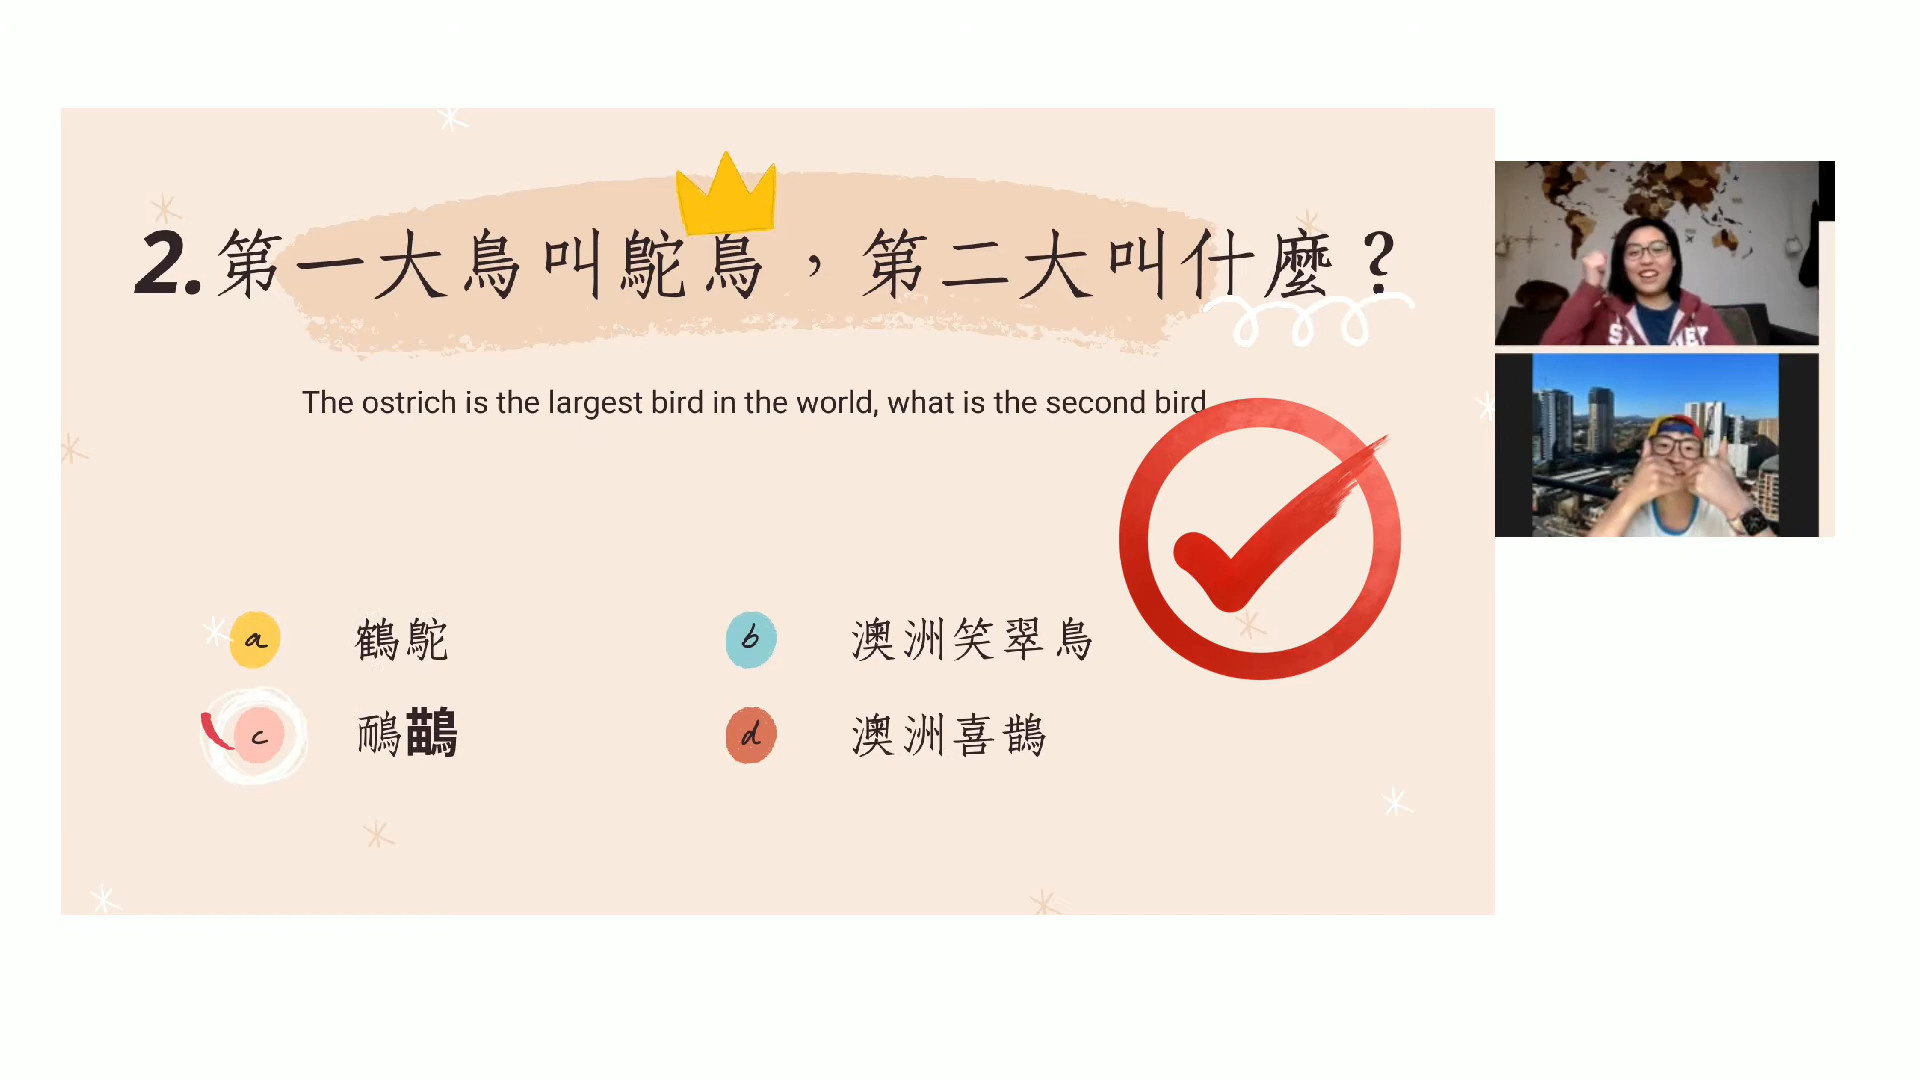 2.第一大鳥叫鴕鳥，第二大叫什麼？
The ostrich is the largest bird in the world, what is the second bird
a 鶴鴕
b 澳洲笑翠鳥
c 鴯鶓
d 澳洲喜鵲